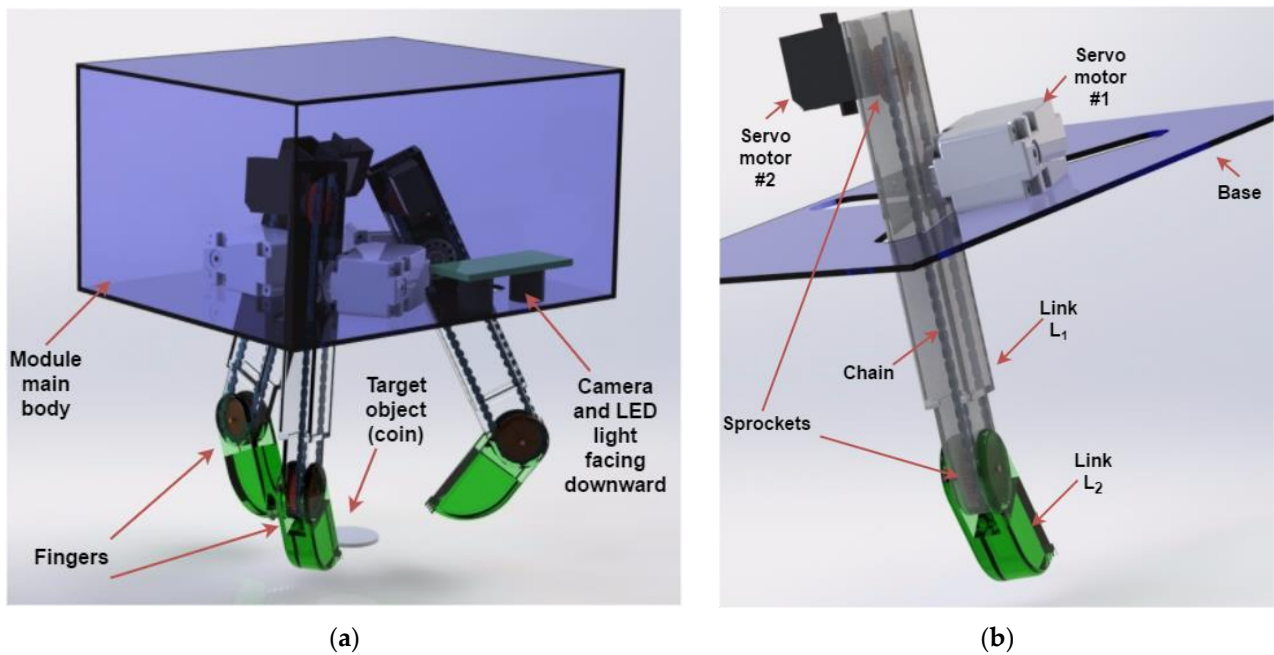 Module
main
body
Fingers
Target
object
(coin)
Camera
and LED
light
facing
downward
(a)
Servo
motor
#2
Servo
motor
#1
Base
Chain
Link
L1
Sprockets
Link
L2
(b)